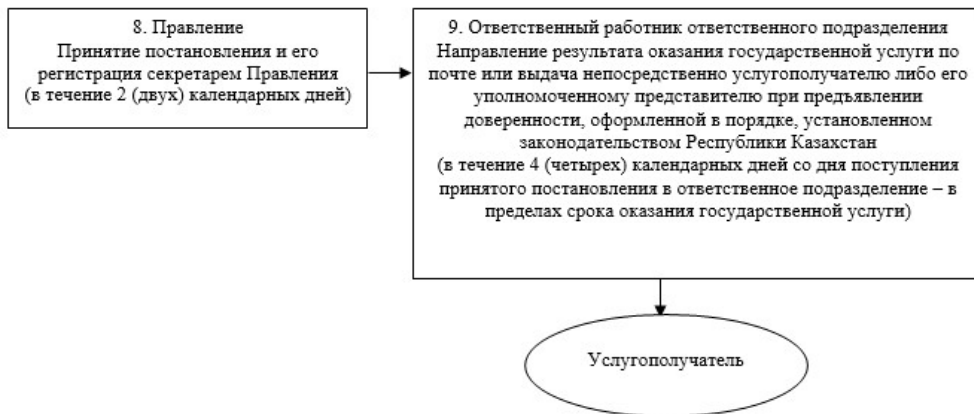 8. Правление
Принятие постановления и его
регистрация секретарем Правления
(в течение 2 (двух) календарных дней)
9. Ответственный работник ответственного подразделения
Направление результата оказания государственной услуги по
почте или выдача непосредственно услугополучателю либо его
уполномоченному представителю при предъявлении
доверенности, оформленной в порядке, установленном
законодательством Республики Казахстан
(в течение 4 (четырех) календарных дней со дня поступления
принятого постановления в ответственное подразделение – в
пределах срока оказания государственной услуги)
Услугополучатель